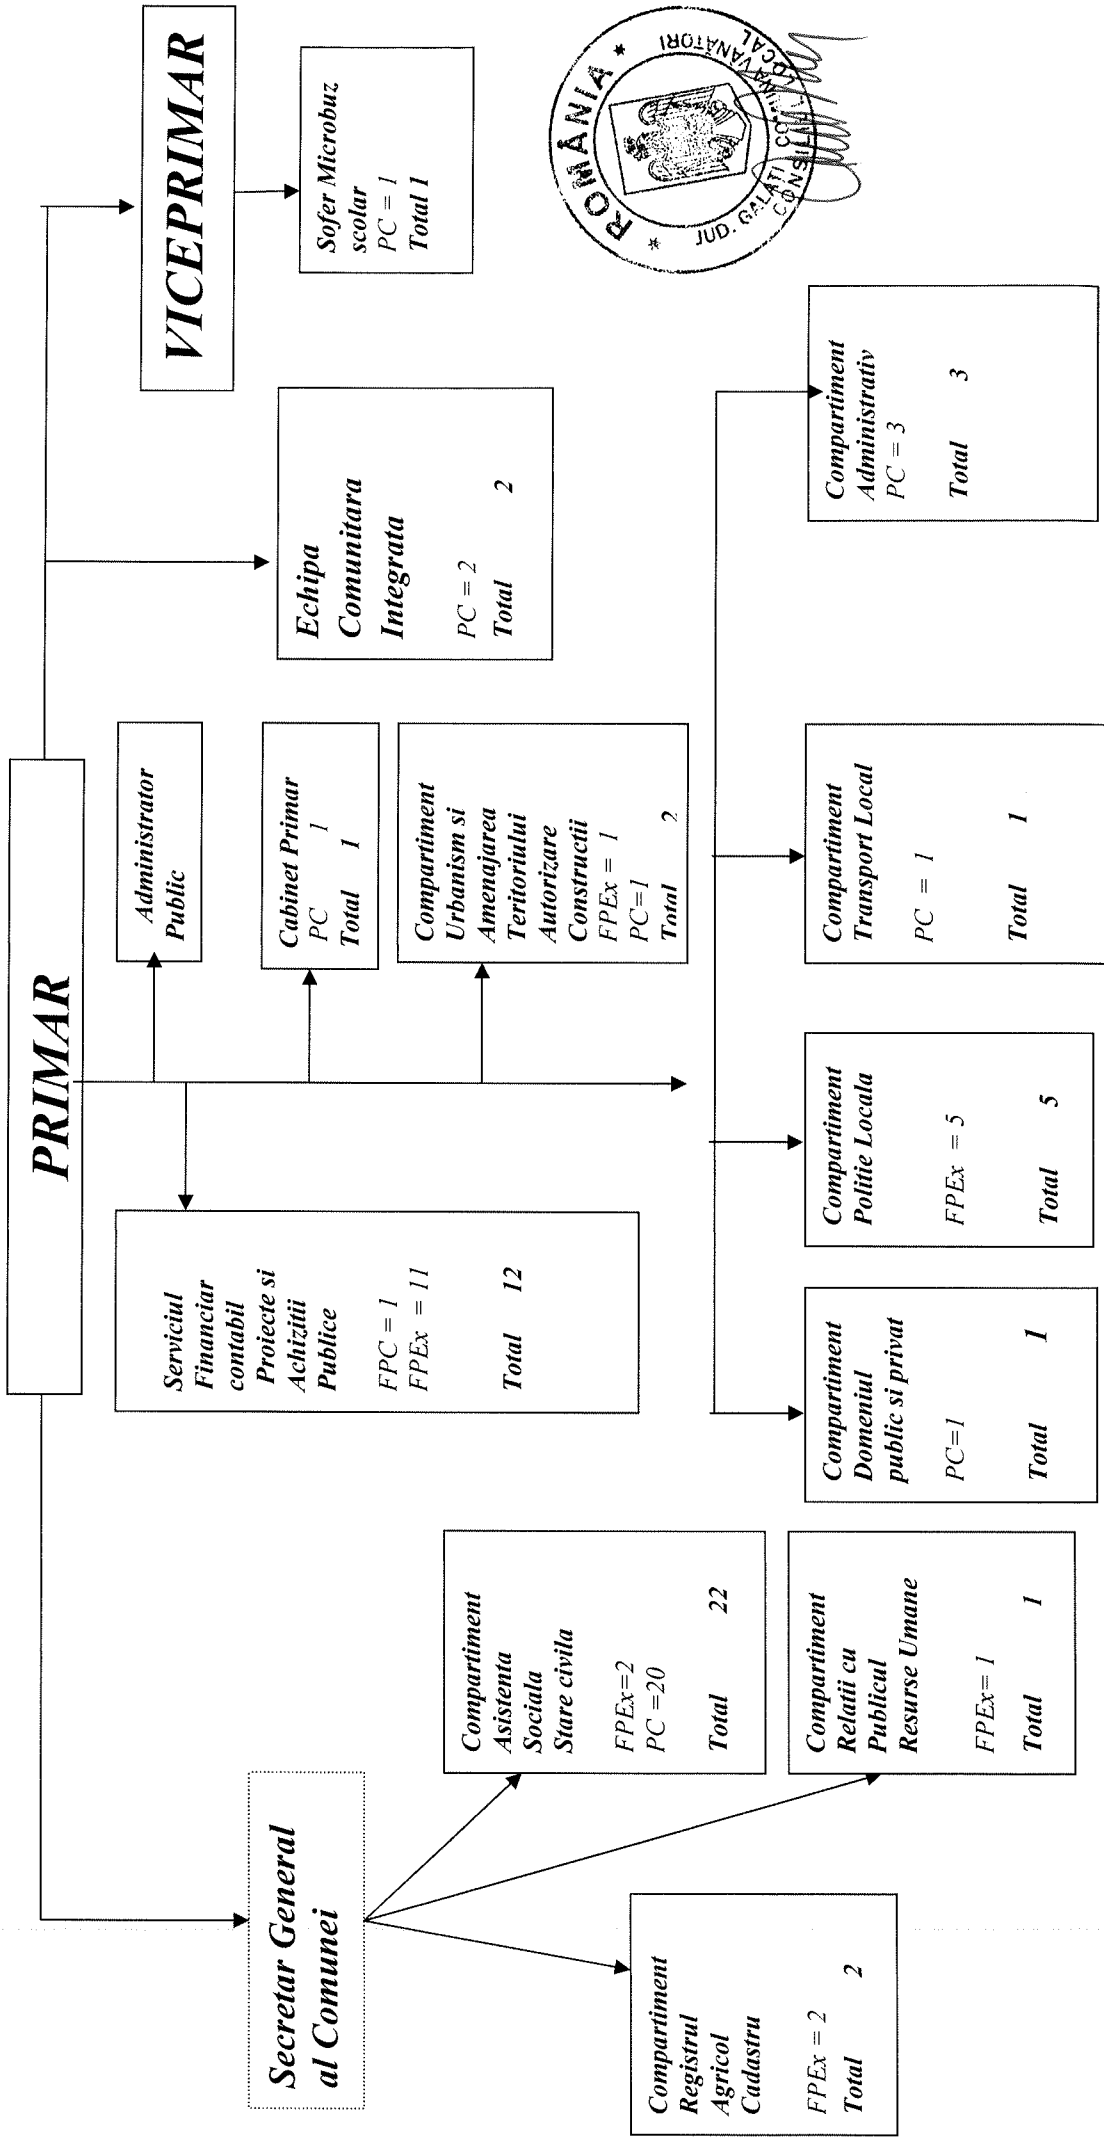 PRIMAR
VICEPRIMAR
Sofer Microbuz
scolar
PC = 1
Total 1
Echipa
Comunitara
Integrata
PC = 2
Total 2
Administrator
Public
Cabinet Primar
PC 1
Total 1
Compartiment
Urbanism si
Amenajarea
Teritoriului
Autorizare
Constructii
FPEx = 1
PC=1
Total 2
Serviciul
Financiar
contabil
Proiecte si
Achizitii
Publice
FPC = 1
FPEx = 11
Total 12
Secretar General
al Comunei
Compartiment
Registrul
Agricol
Cadastru
FPEx = 2
Total 2
Compartiment
Asistenta
Sociala
Stare civila
FPEx=2
PC =20
Total 22
Compartiment
Relatii cu
Publicul
Resurse Umane
FPEx= 1
Total 1
Compartiment
Domeniul
public si privat
PC=1
Total 1
Compartiment
Politie Locala
FPEx = 5
Total 5
Compartiment
Transport Local
PC = 1
Total 1
Compartiment
Administrativ
PC = 3
Total 3
* ROMÂNIA *
JUD. GALAȚI COMUNA VÂNĂTORI
CONSILIUL LOCAL